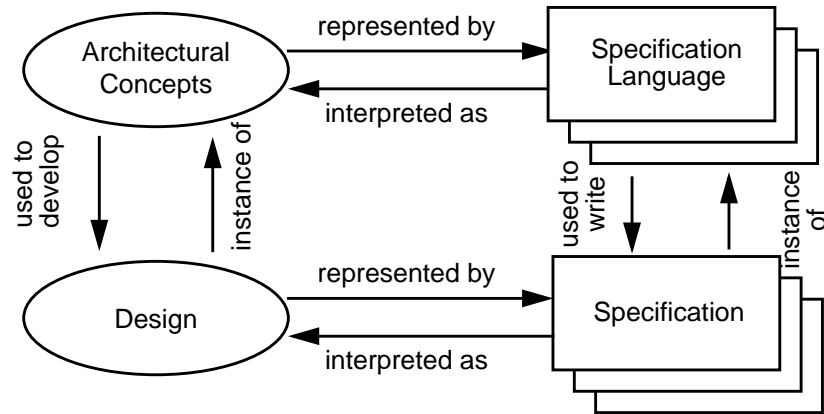 represented by
Architectural
Concepts
Specification
Language
interpreted as
used to
develop
instance of
used to
write
instance
of
represented by
Design
Specification
interpreted as